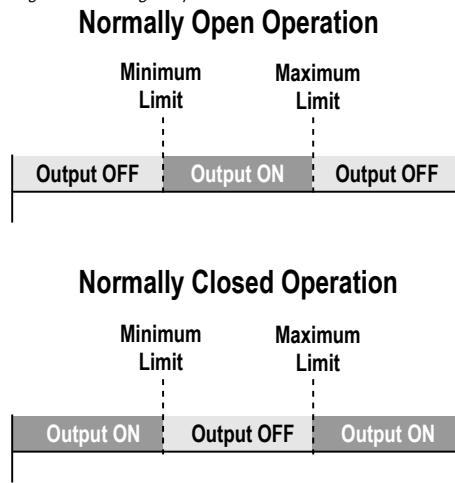 Normally Open Operation
Minimum Maximum
Limit Limit
Output OFF Output ON Output OFF
Normally Closed Operation
Minimum Maximum
Limit Limit
Output ON Output OFF Output ON